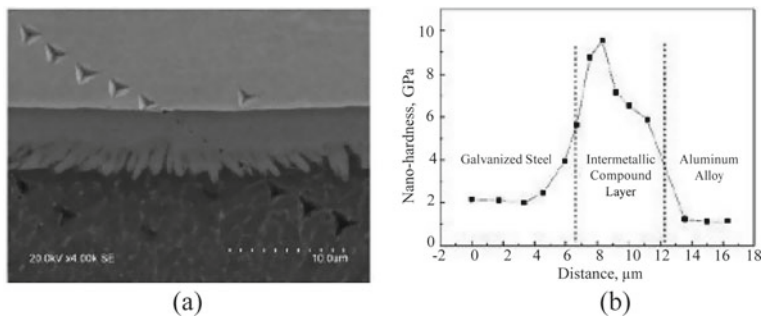 20.0kV x4.00k SE
10.0μm
(a)
Nano-hardness, GPa
10
8
6
4
2
0
Galvanized Steel
Intermetallic
Compound
Layer
Aluminum
Alloy
-2 0 2 4 6 8 10 12 14 16 18
Distance, μm
(b)